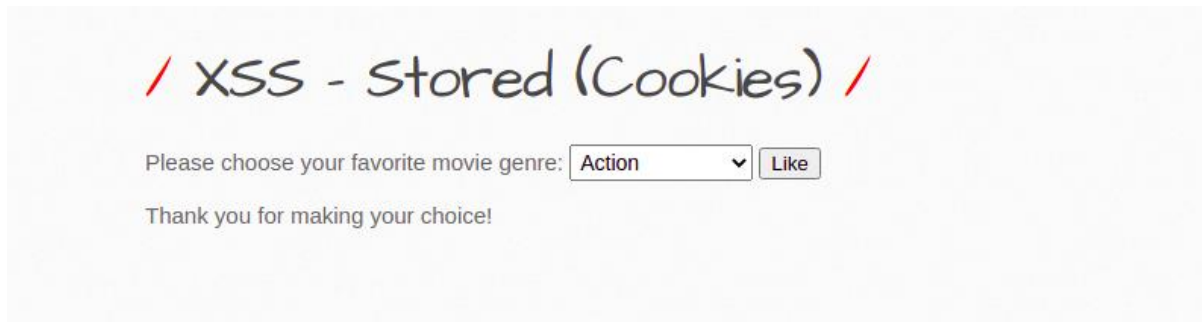 / XSS - Stored (Cookies) /
Please choose your favorite movie genre: Action Like
Thank you for making your choice!